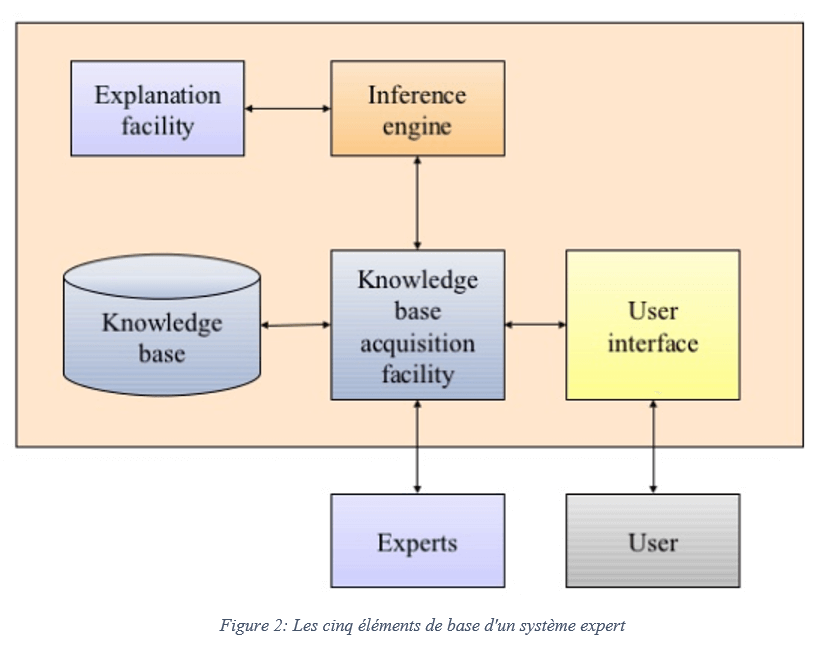 Explanation
facility
Inference
engine
Knowledge
base
Knowledge
base
acquisition
facility
User
interface
Experts
User
Figure 2: Les cinq éléments de base d'un système expert